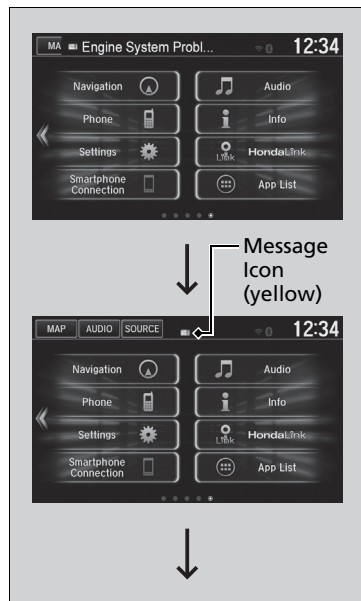 MA Engine System Probl... 12:34
Navigation Audio
Phone Info
Settings Link HondaLink
Smartphone
Connection App List
Message
Icon
(yellow)
MAP AUDIO SOURCE 12:34
Navigation Audio
Phone Info
Settings Link HondaLink
Smartphone
Connection App List